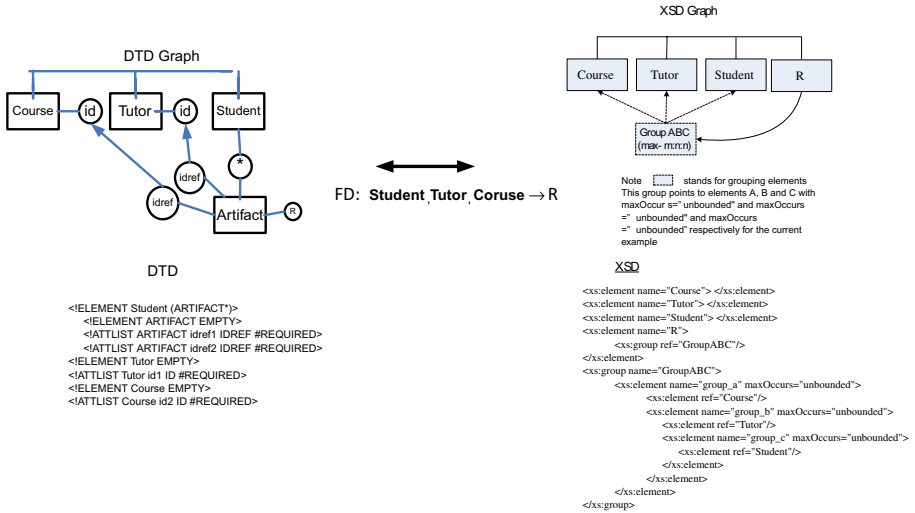 XSD Graph
DTD Graph
Course
id
Tutor
id
Student
idref
*
idref
Artifact
R
FD: Student,Tutor, Coruse → R
Course
Tutor
Student
R
Group ABC
(max- m:n:n)
Note stands for grouping elements
This group points to elements A, B and C with
maxOccur s=" unbounded" and maxOccurs
=" unbounded" and maxOccurs
=" unbounded" respectively for the current
example
DTD
<!ELEMENT Student (ARTIFACT*)>
<!ELEMENT ARTIFACT EMPTY>
<!ATTLIST ARTIFACT idref1 IDREF #REQUIRED>
<!ATTLIST ARTIFACT idref2 IDREF #REQUIRED>
<!ELEMENT Tutor EMPTY>
<!ATTLIST Tutor id1 ID #REQUIRED>
<!ELEMENT Course EMPTY>
<!ATTLIST Course id2 ID #REQUIRED>
XSD
<xs:element name="Course"> </xs:element>
<xs:element name="Tutor"> </xs:element>
<xs:element name="Student"> </xs:element>
<xs:element name="R">
<xs:group ref="GroupABC"/>
</xs:element>
<xs:group name="GroupABC">
<xs:element name="group_a" maxOccurs="unbounded">
<xs:element ref="Course"/>
<xs:element name="group_b" maxOccurs="unbounded">
<xs:element ref="Tutor"/>
<xs:element name="group_c" maxOccurs="unbounded">
<xs:element ref="Student"/>
</xs:element>
</xs:element>
</xs:element>
</xs:group>